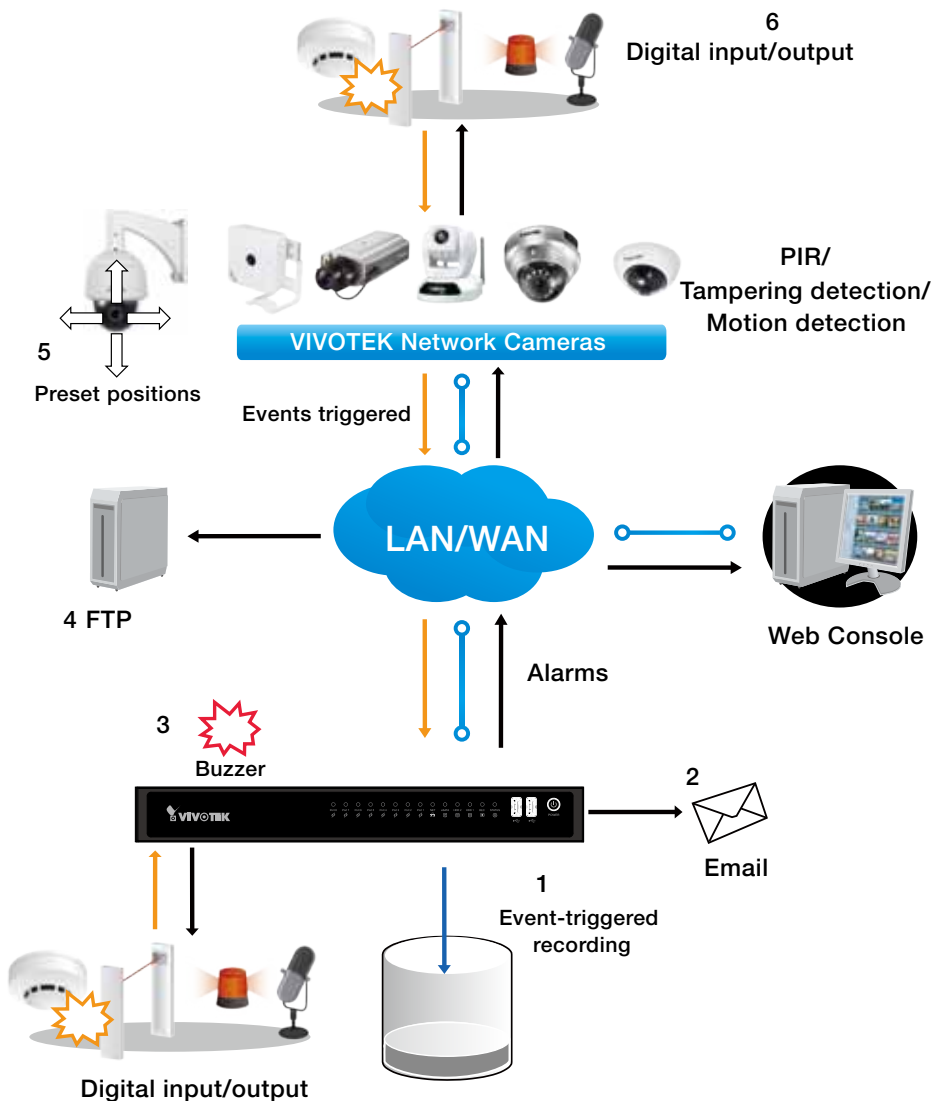 6
Digital input/output
PIR/
Tampering detection/
Motion detection
VIVOTEK Network Cameras
5
Preset positions
Events triggered
LAN/WAN
4 FTP
Web Console
Alarms
3
Buzzer
VIVOTEK
POWER
2
Email
1
Event-triggered
recording
Digital input/output